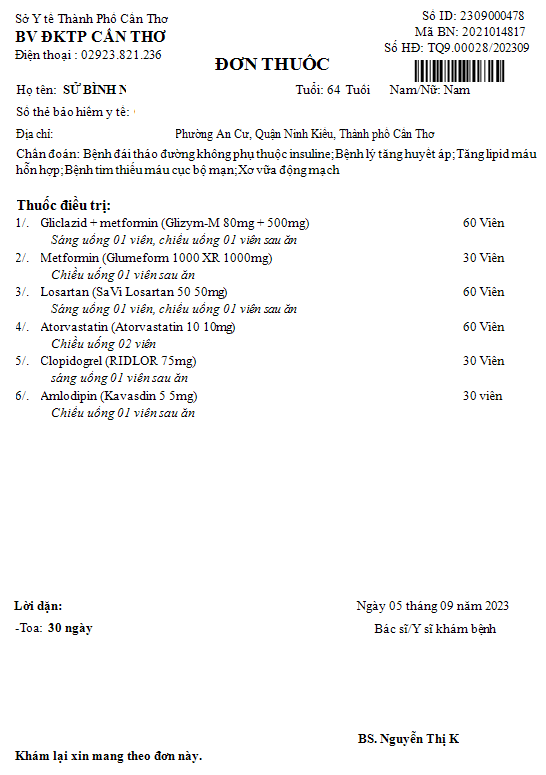 Sở Y tế Thành Phố Cần Thơ
Số ID: 2309000478
BV ĐKTP CẦN THƠ
Mã BN: 2021014817
Điện thoại : 02923.821.236
Số HĐ: TQ9.00028/202309
ĐƠN THUỐC
Họ tên: SỬ BÌNH N
Tuổi: 64 Tuổi
Nam/Nữ: Nam
Số thẻ bảo hiểm y tế:
Địa chỉ:
Phường An Cư, Quận Ninh Kiều, Thành phố Cần Thơ
Chẩn đoán: Bệnh đái tháo đường không phụ thuộc insuline;Bệnh lý tăng huyết áp;Tăng lipid máu
hỗn hợp;Bệnh tim thiếu máu cục bộ mạn;Xơ vữa động mạch
Thuốc điều trị:
1/. Gliclazid + metformin (Glizym-M 80mg + 500mg) 60 Viên
Sáng uống 01 viên, chiều uống 01 viên sau ăn
2/. Metformin (Glumeform 1000 XR 1000mg) 30 Viên
Chiều uống 01 viên sau ăn
3/. Losartan (SaVi Losartan 50 50mg) 60 Viên
Sáng uống 01 viên, chiều uống 01 viên sau ăn
4/. Atorvastatin (Atorvastatin 10 10mg) 60 Viên
Chiều uống 02 viên
5/. Clopidogrel (RIDLOR 75mg) 30 Viên
sáng uống 01 viên sau ăn
6/. Amlodipin (Kavasdin 5 5mg) 30 viên
Chiều uống 01 viên sau ăn
Lời dặn:
Ngày 05 tháng 09 năm 2023
-Toa: 30 ngày
Bác sĩ/Y sĩ khám bệnh
BS. Nguyễn Thị K
Khám lại xin mang theo đơn này.